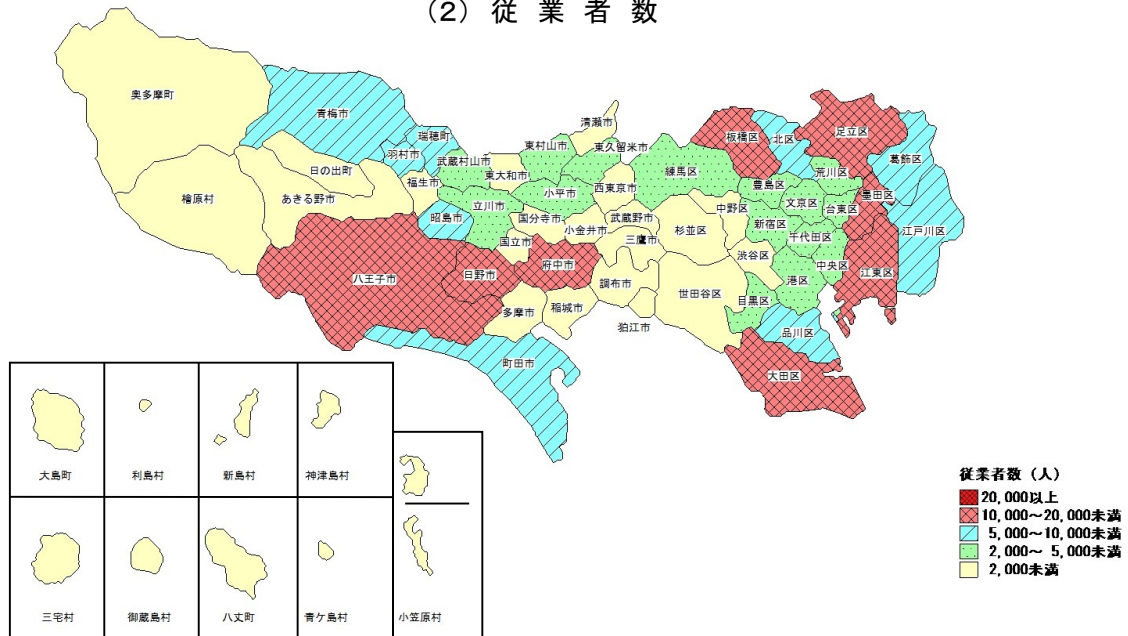 (2) 従 業 者 数
奥多摩町
青梅市
瑞穂町
羽村市
檜原村
日の出町
あきる野市
福生市
武蔵村山市
東大和市
東村山市
清瀬市
東久留米市
昭島市
立川市
小平市
西東京市
練馬区
板橋区
北区
足立区
葛飾区
荒川区
豊島区
文京区
台東区
墨田区
江戸川区
国分寺市
小金井市
武蔵野市
三鷹市
杉並区
中野区
新宿区
千代田区
中央区
江東区
国立市
府中市
日野市
八王子市
多摩市
稲城市
調布市
狛江市
世田谷区
渋谷区
港区
目黒区
品川区
大田区
町田市
大島町
利島村
新島村
神津島村
三宅村
御蔵島村
八丈町
青ケ島村
小笠原村
従業者数（人）
20,000以上
10,000～20,000未満
5,000～10,000未満
2,000～ 5,000未満
2,000未満